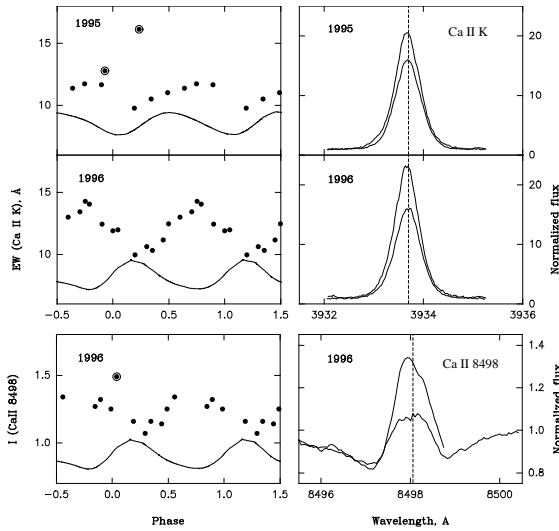 1995
15
10
EW (Ca II K), Å
1996
15
10
−0.5 0.0 0.5 1.0 1.5
1996
1.5
1.0
I (CaII 8498)
−0.5 0.0 0.5 1.0 1.5
Phase
1995
Ca II K
20
10
0
1996
20
10
0
Normalized flux
3932 3934 3936
1996
Ca II 8498
1.4
1.2
1.0
0.8
Normalized flux
8496 8498 8500
Wavelength, A